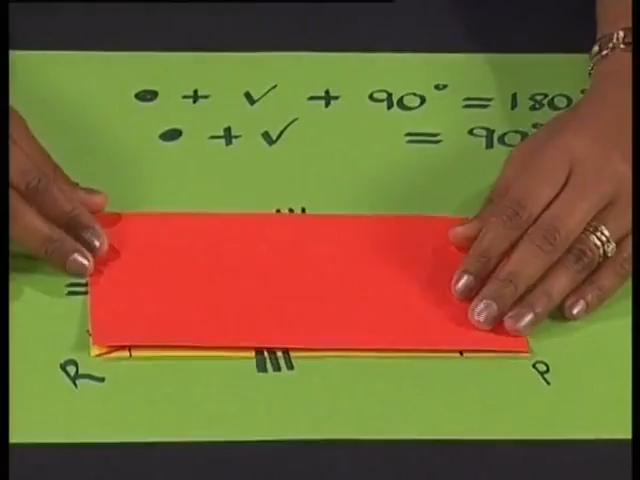 • + ✓ + 90° = 180°
• + ✓ = 90°
R P